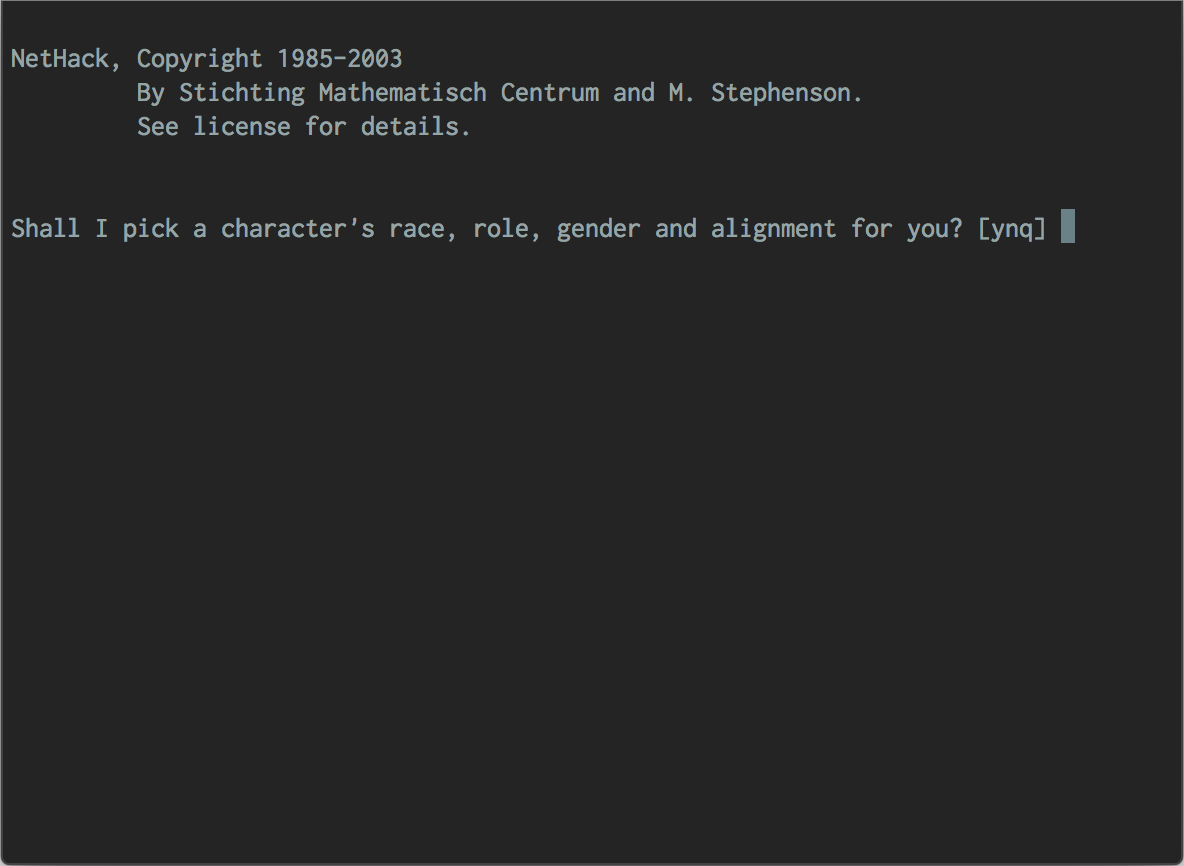 NetHack, Copyright 1985-2003
By Stichting Mathematisch Centrum and M. Stephenson.
See license for details.
Shall I pick a character's race, role, gender and alignment for you? [ynq]